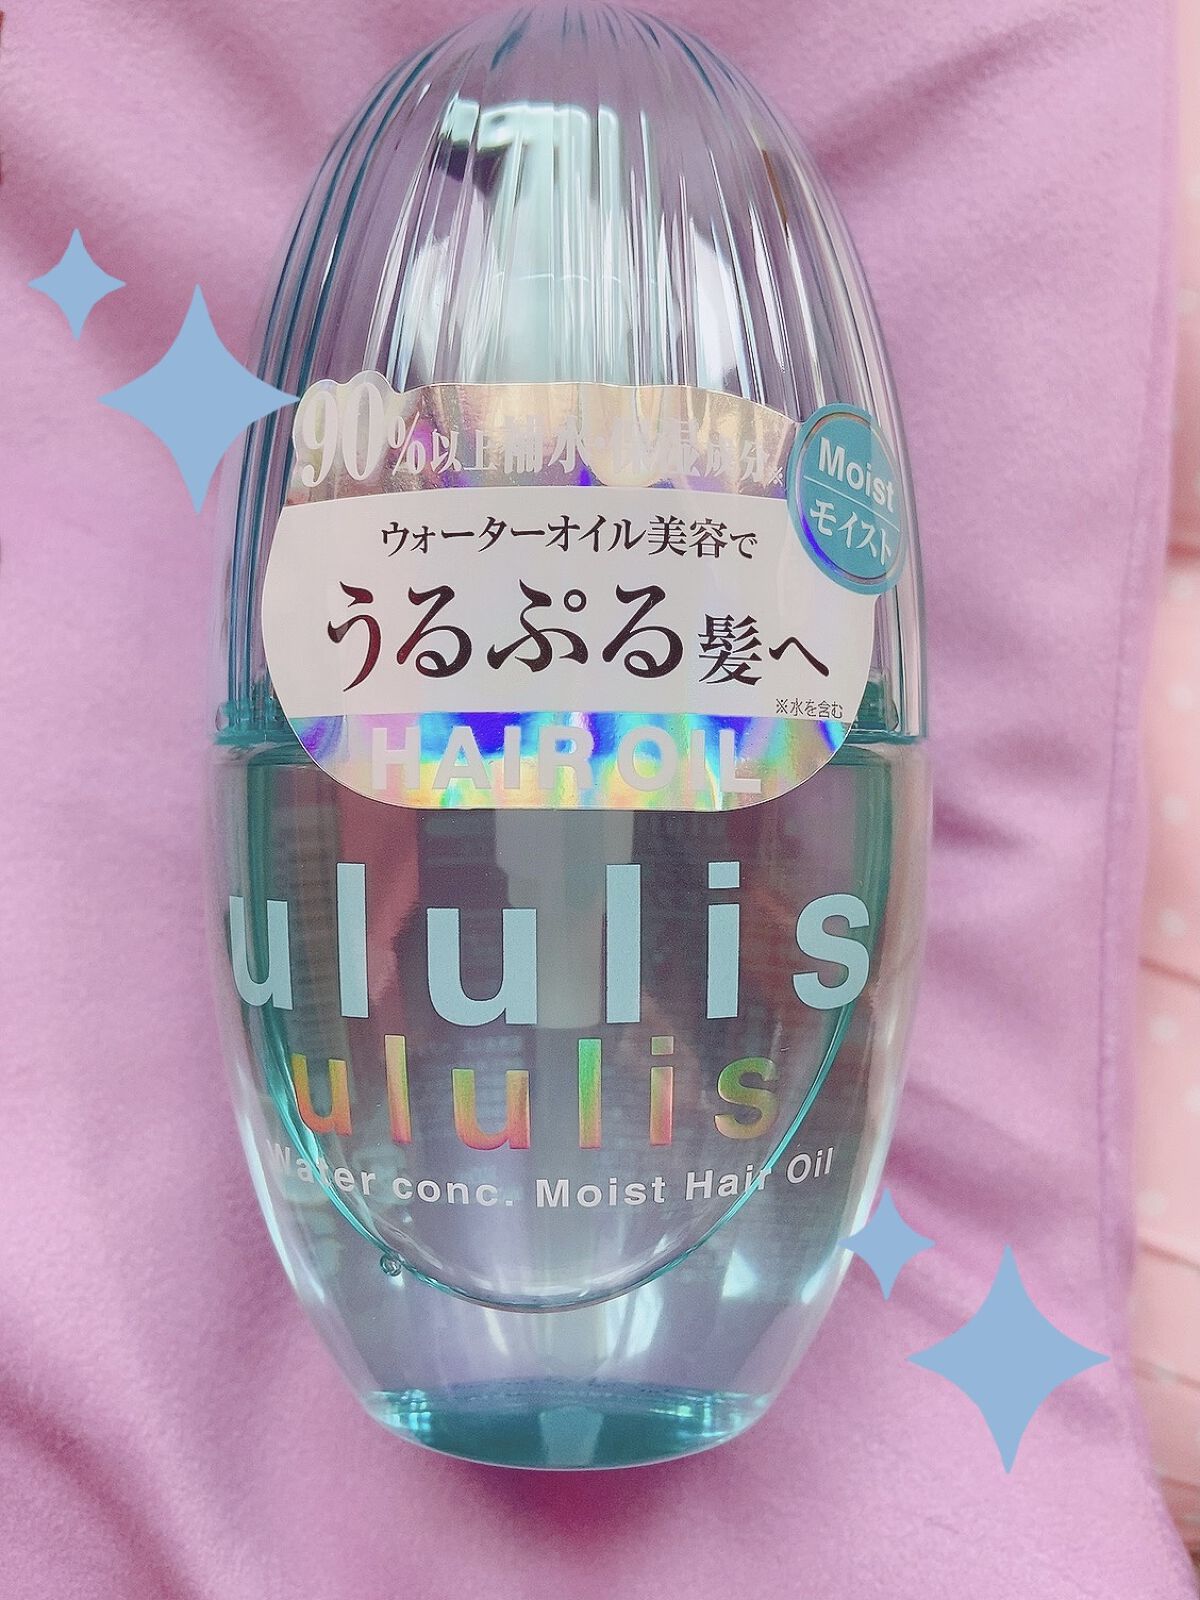 90%以上補水・保湿成分※
Moist
モイスト
ウォーターオイル美容で
うるぷる髪へ
※水を含む
HAIR OIL
ululis
ululis
Water conc. Moist Hair Oil